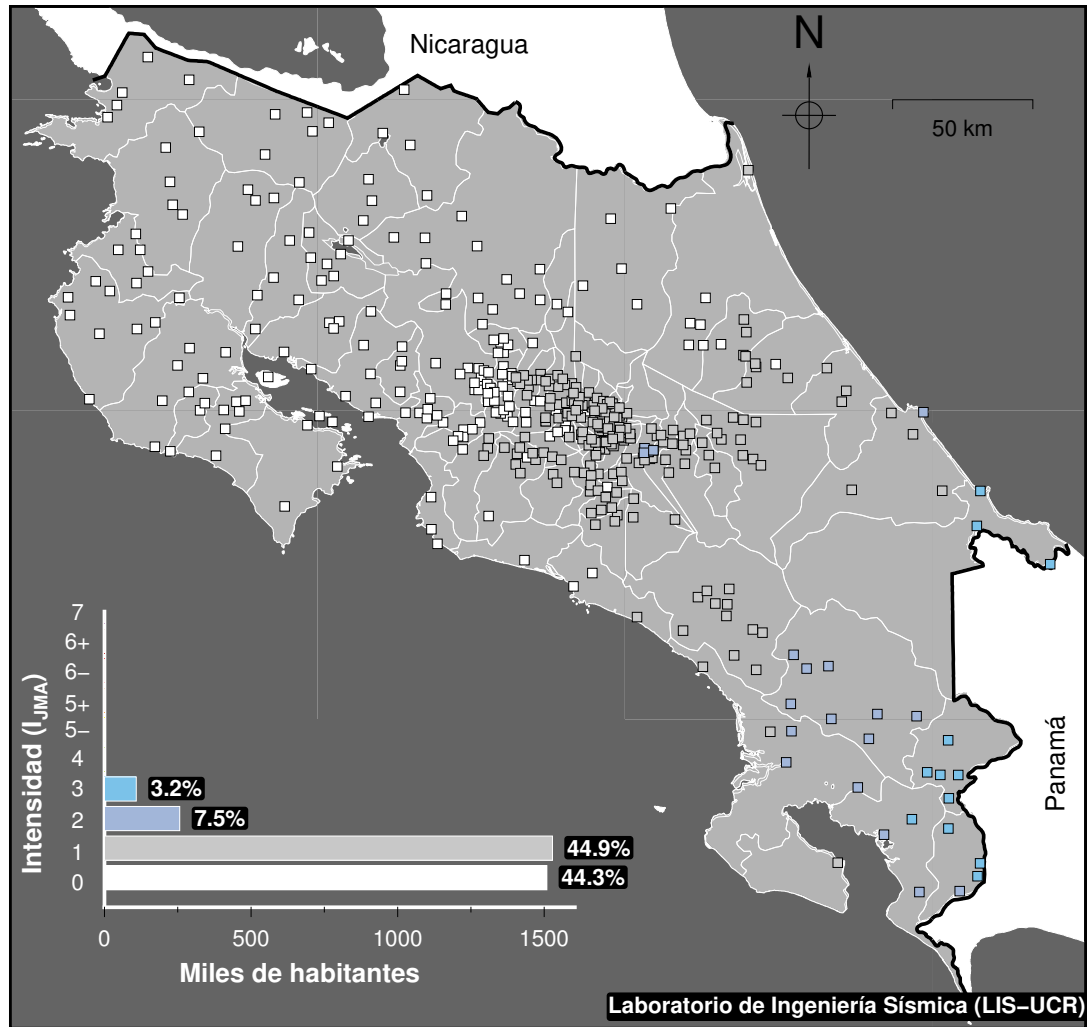 Nicaragua
N
50 km
Panamá
Intensidad (I_JMA)
7
6+
6−
5+
5−
4
3
2
1
0
3.2%
7.5%
44.9%
44.3%
0
500
1000
1500
Miles de habitantes
Laboratorio de Ingeniería Sísmica (LIS−UCR)